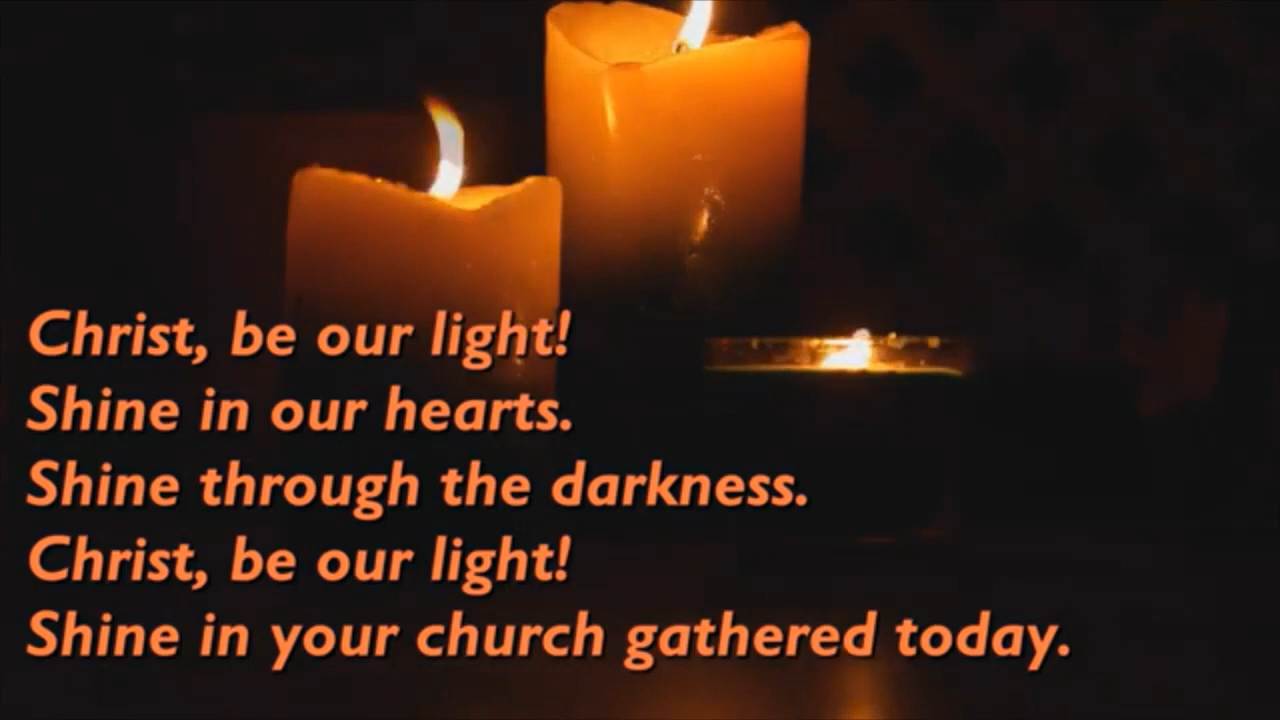 Christ, be our light!
Shine in our hearts.
Shine through the darkness.
Christ, be our light!
Shine in your church gathered today.